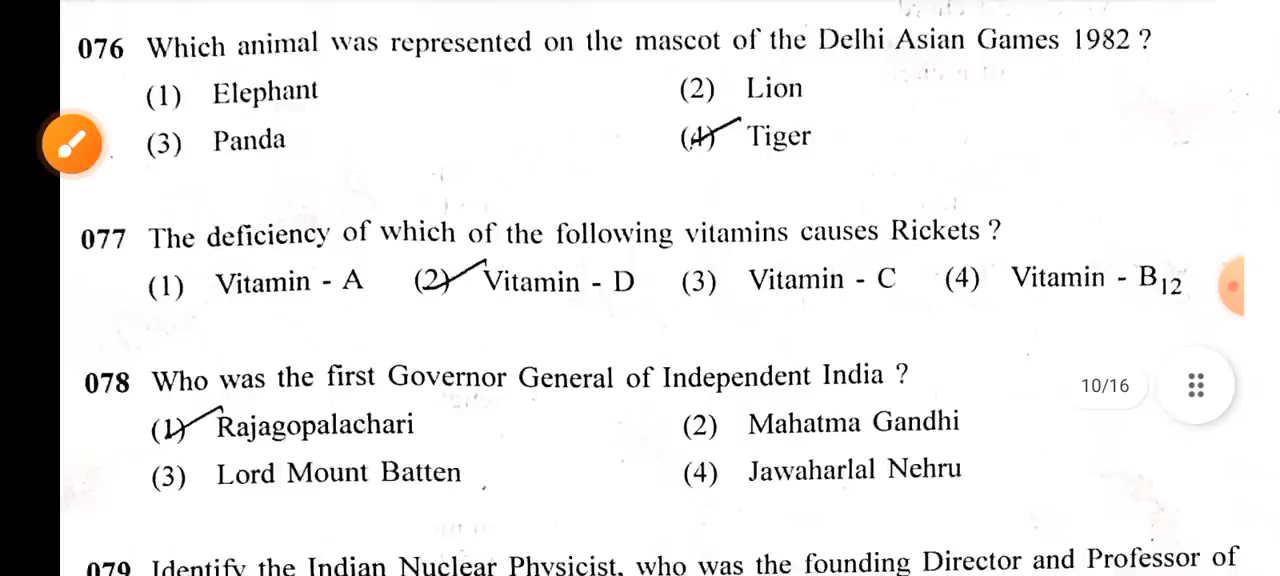 076 Which animal was represented on the mascot of the Delhi Asian Games 1982 ?
(1) Elephant (2) Lion
(3) Panda (4) Tiger
077 The deficiency of which of the following vitamins causes Rickets ?
(1) Vitamin - A (2) Vitamin - D (3) Vitamin - C (4) Vitamin - B12
078 Who was the first Governor General of Independent India ?
10/16
(1) Rajagopalachari (2) Mahatma Gandhi
(3) Lord Mount Batten (4) Jawaharlal Nehru
079 Identify the Indian Nuclear Physicist, who was the founding Director and Professor of